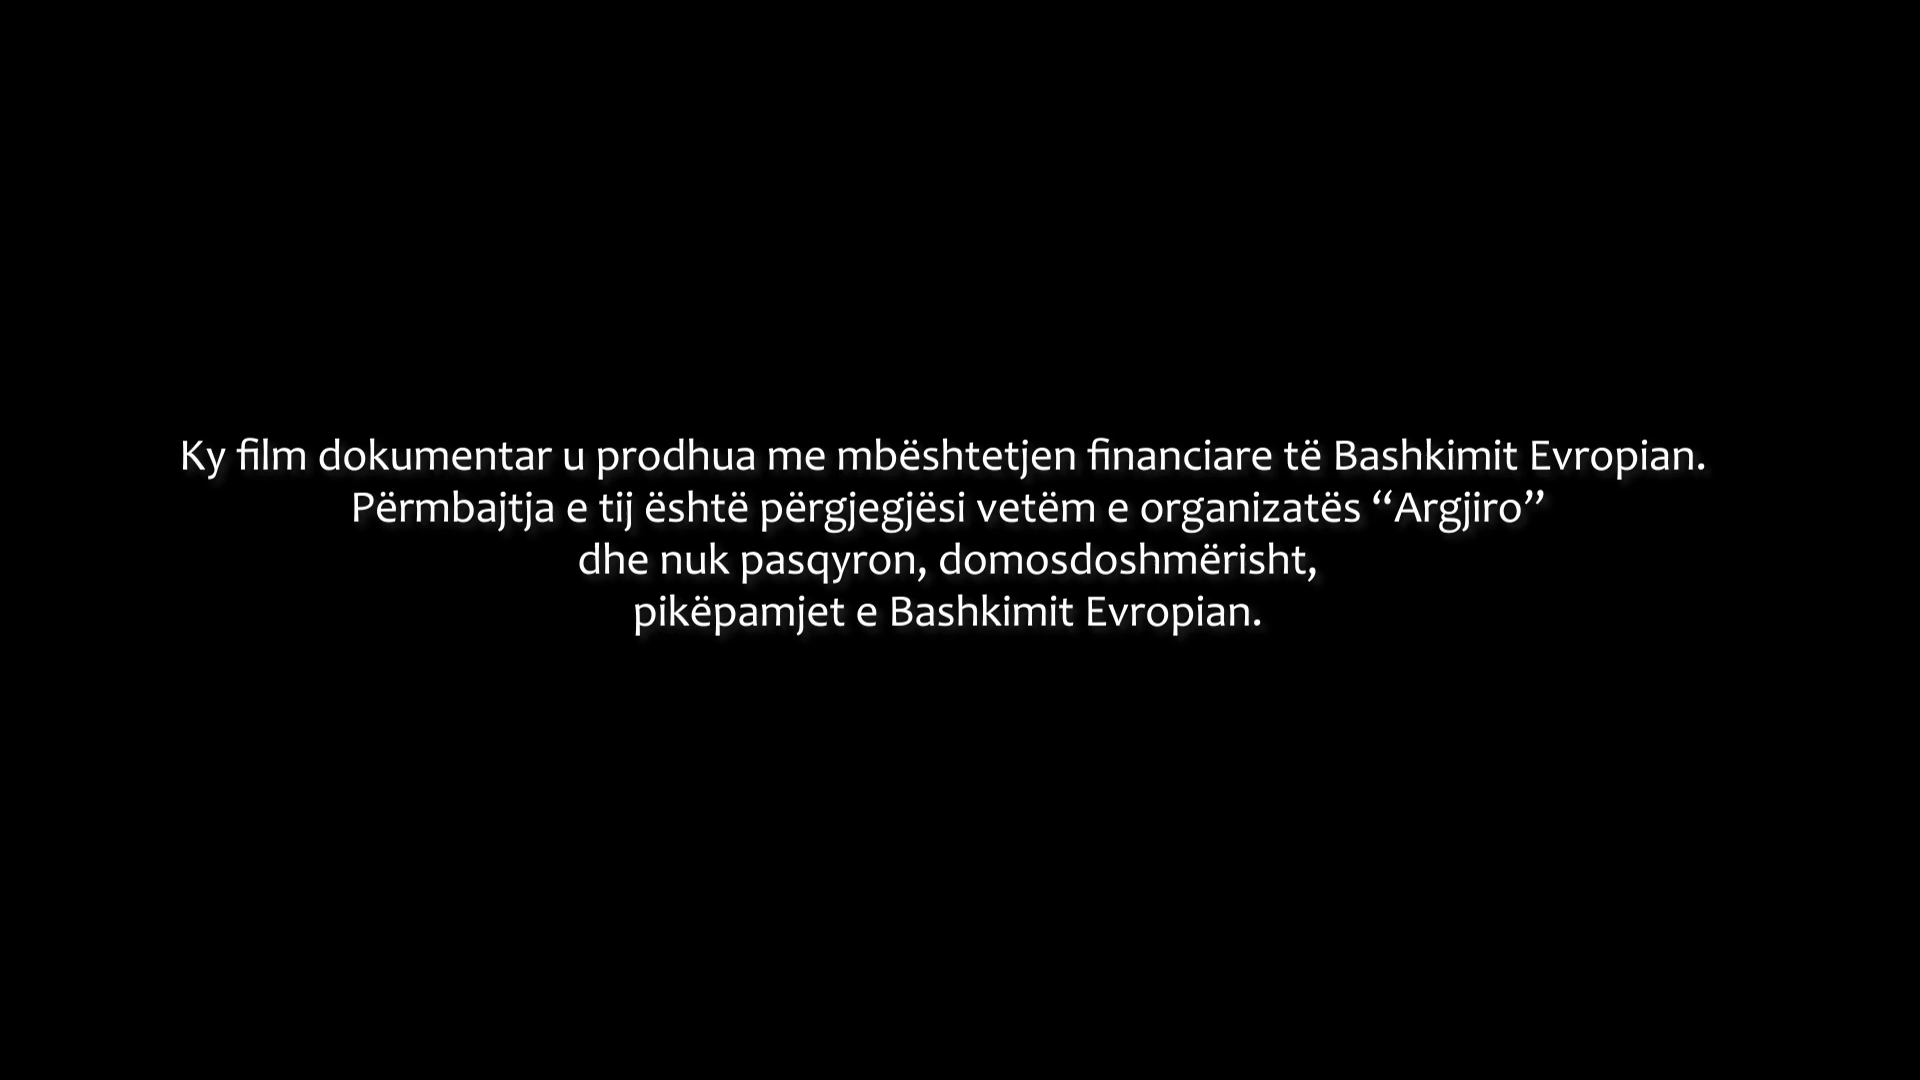 Ky film dokumentar u prodhua me mbështetjen financiare të Bashkimit Evropian.
Përmbajtja e tij është përgjegjësi vetëm e organizatës “Argjiro”
dhe nuk pasqyron, domosdoshmërisht,
pikëpamjet e Bashkimit Evropian.